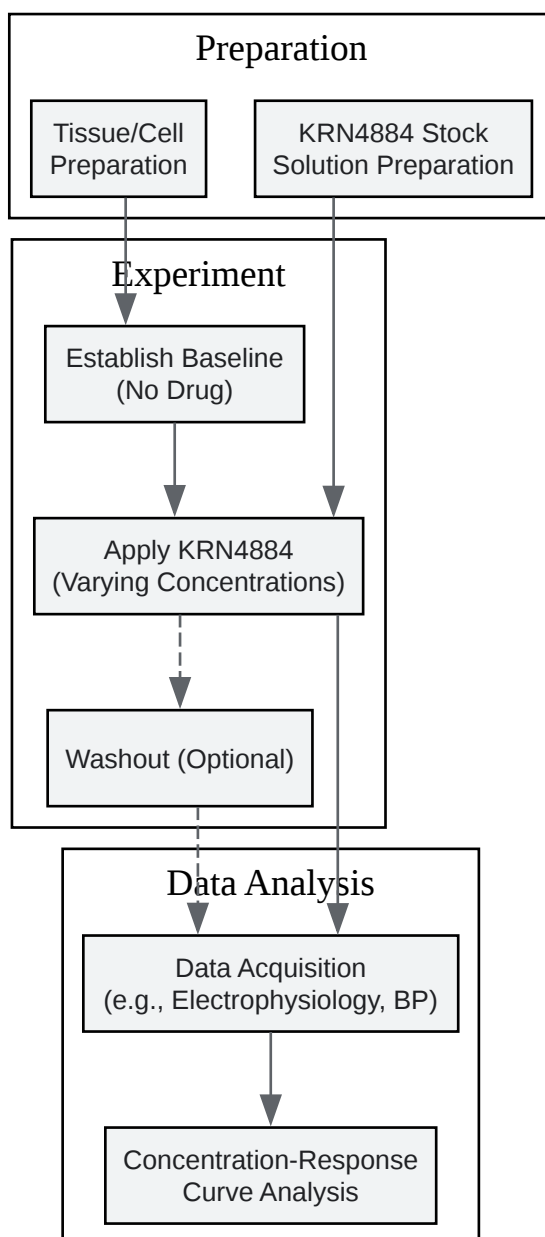 Preparation
Tissue/Cell
Preparation
KRN4884 Stock
Solution Preparation
Experiment
Establish Baseline
(No Drug)
Apply KRN4884
(Varying Concentrations)
Washout (Optional)
Data Analysis
Data Acquisition
(e.g., Electrophysiology, BP)
Concentration-Response
Curve Analysis